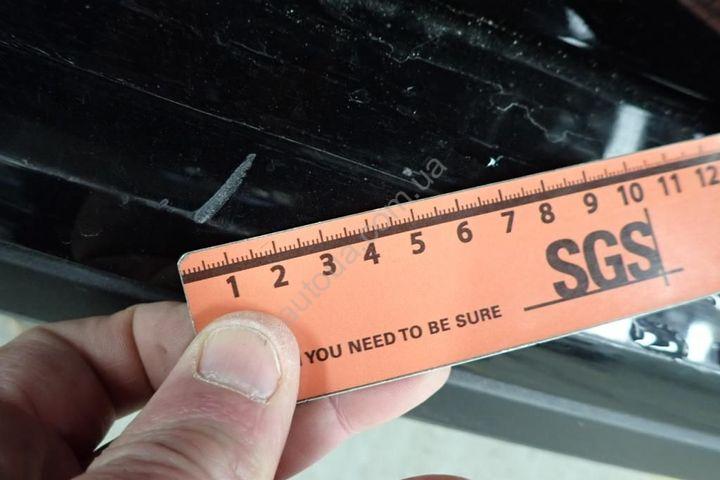 1 2 3 4 5 6 7 8 9 10 11 12
SGS
YOU NEED TO BE SURE